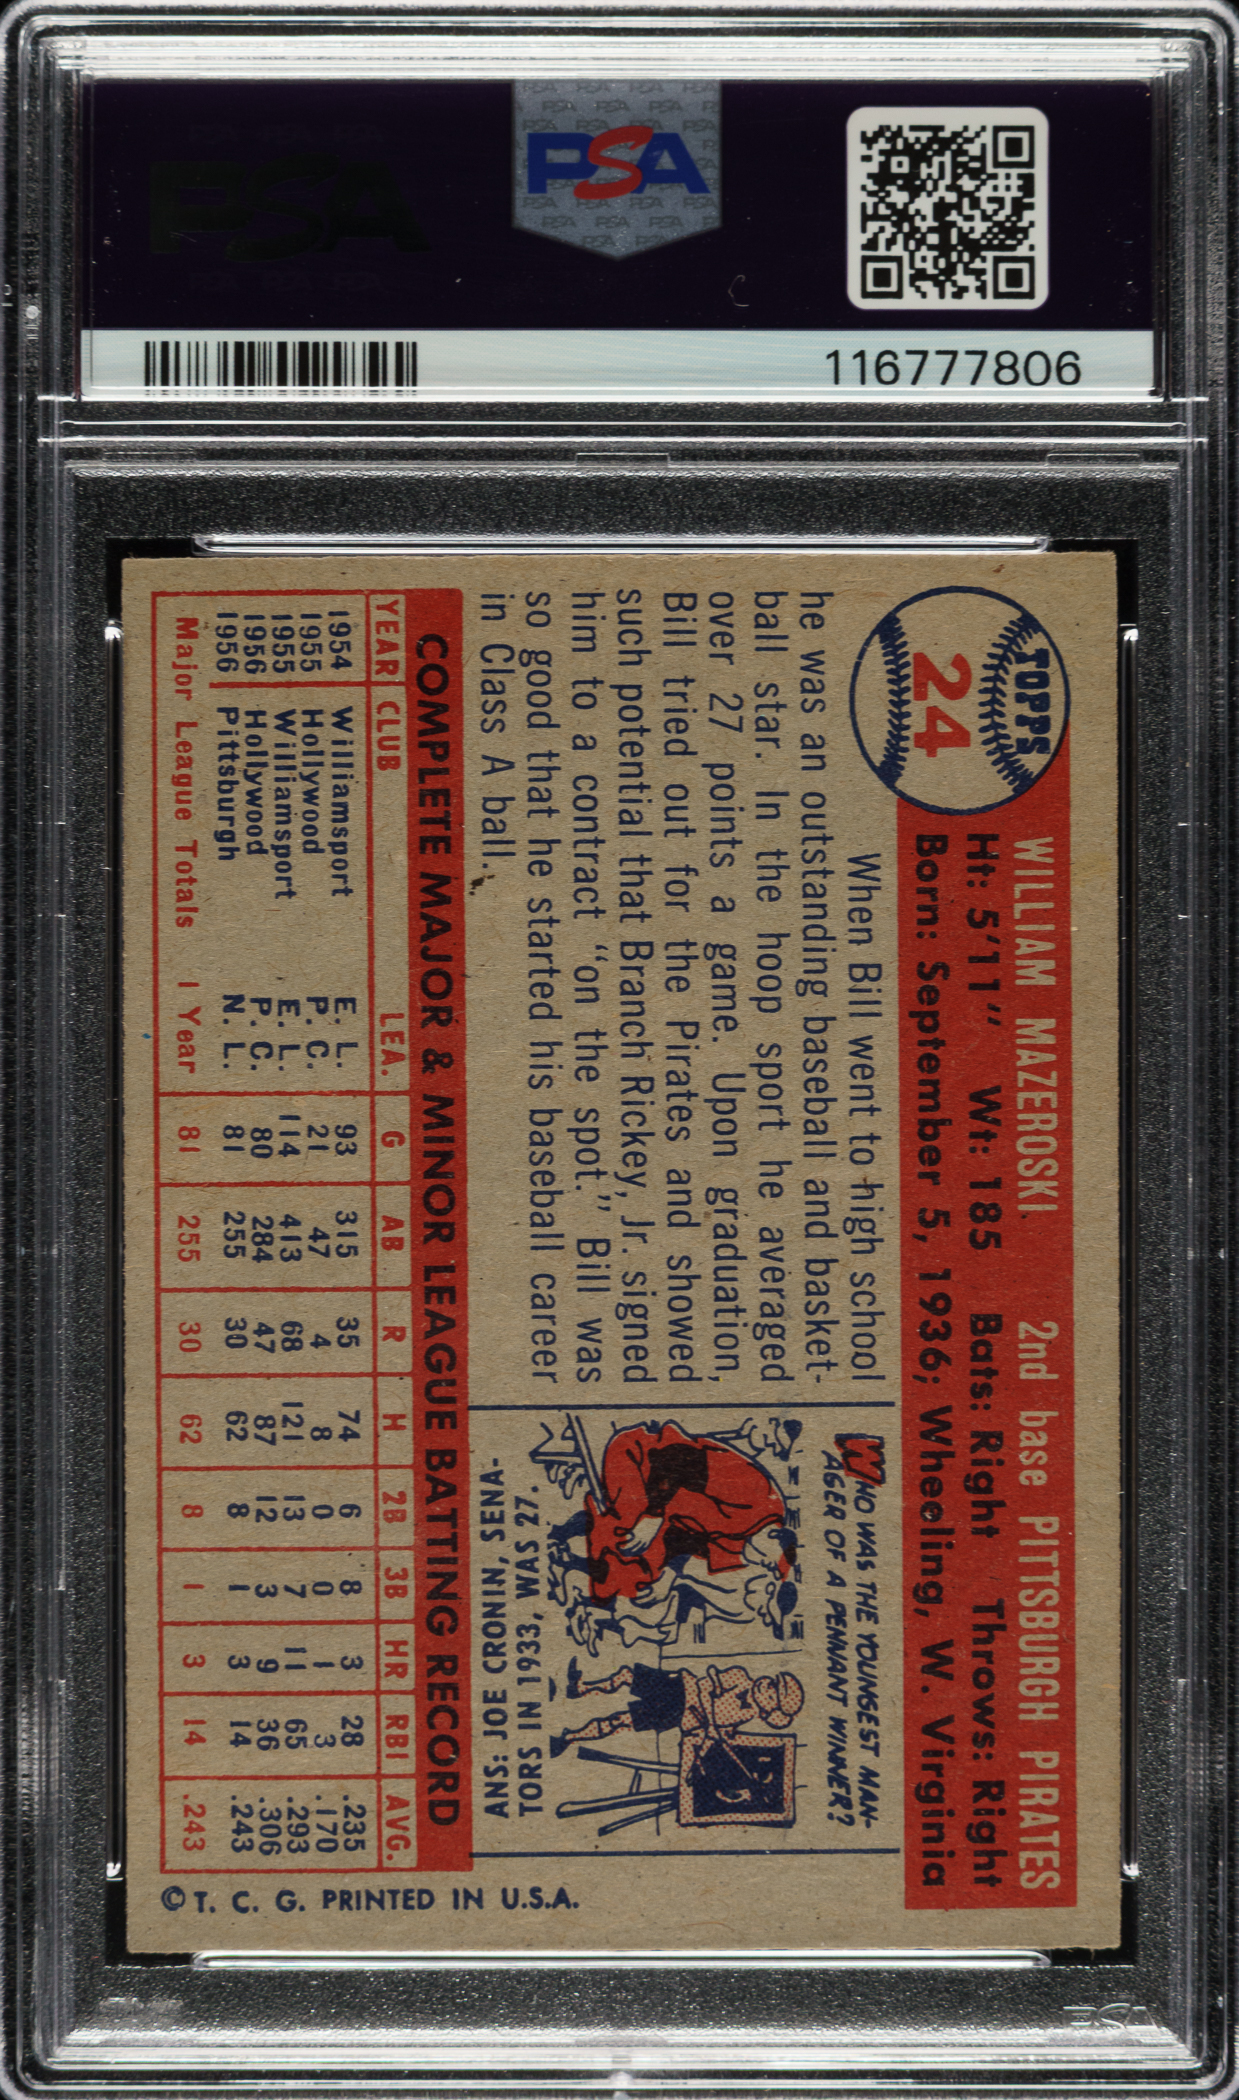 PSA
PSA
116777806
TOPPS
24
WILLIAM MAZEROSKI 2nd base PITTSBURGH PIRATES
Ht: 5'11" Wt: 185 Bats: Right Throws: Right
Born: September 5, 1936; Wheeling, W. Virginia
When Bill went to high school
he was an outstanding baseball and basket-
ball star. In the hoop sport he averaged
over 27 points a game. Upon graduation,
Bill tried out for the Pirates and showed
such potential that Branch Rickey, Jr. signed
him to a contract "on the spot." Bill was
so good that he started his baseball career
in Class A ball.
WHO WAS THE YOUNGEST MAN-
AGER OF A PENNANT WINNER?
ANS: JOE CRONIN, SENA-
TORS IN 1933, WAS 27.
COMPLETE MAJOR & MINOR LEAGUE BATTING RECORD
YEAR CLUB LEA. G AB R H 2B 3B HR RBI AVG.
1954 Williamsport E. L. 93 315 35 74 6 8 3 28 .235
1955 Hollywood P. C. 21 47 4 8 0 0 1 3 .170
1955 Williamsport E. L. 114 413 68 121 13 7 11 65 .293
1956 Hollywood P. C. 80 284 47 87 12 3 9 36 .306
1956 Pittsburgh N. L. 81 255 30 62 8 1 3 14 .243
Major League Totals 1 Year 81 255 30 62 8 1 3 14 .243
© T. C. G. PRINTED IN U.S.A.
PSA